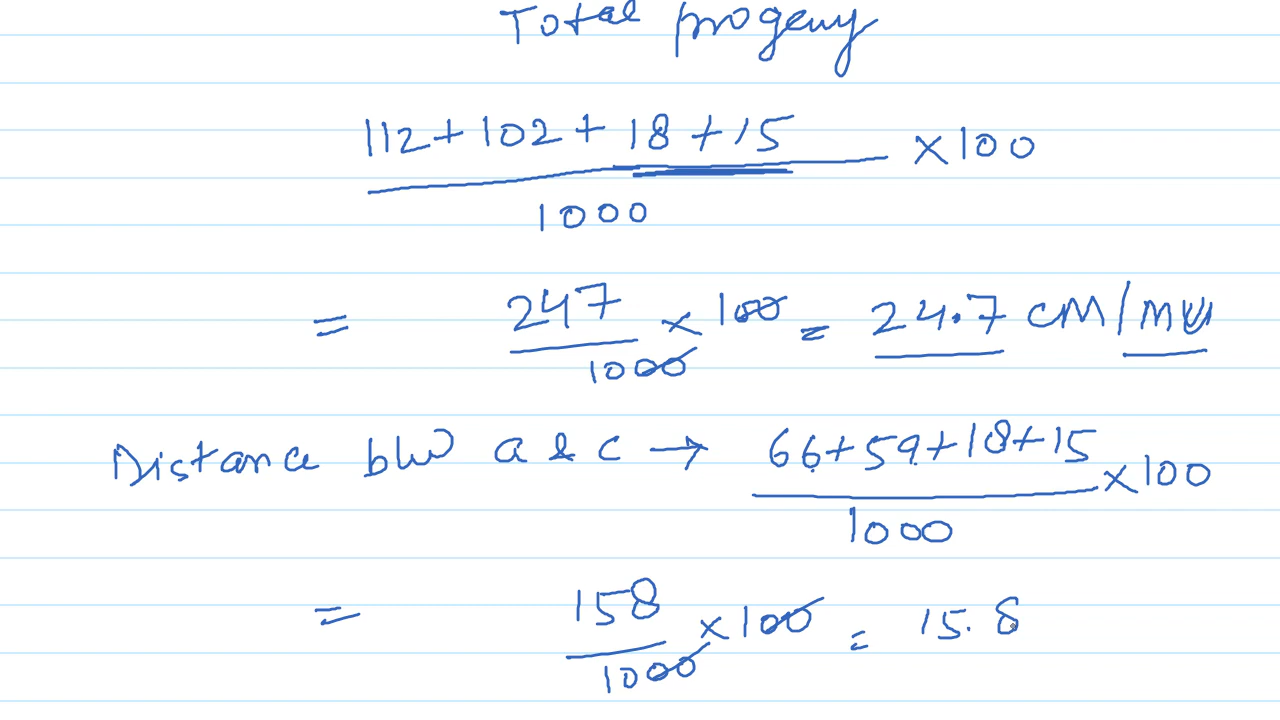 Total progeny
112+102+18+15 ×100
1000
= 247 ×100 = 24.7 cM/mu
1000
Distance b/w a & c → 66+59+18+15 ×100
1000
= 158 ×100 = 15.8
1000